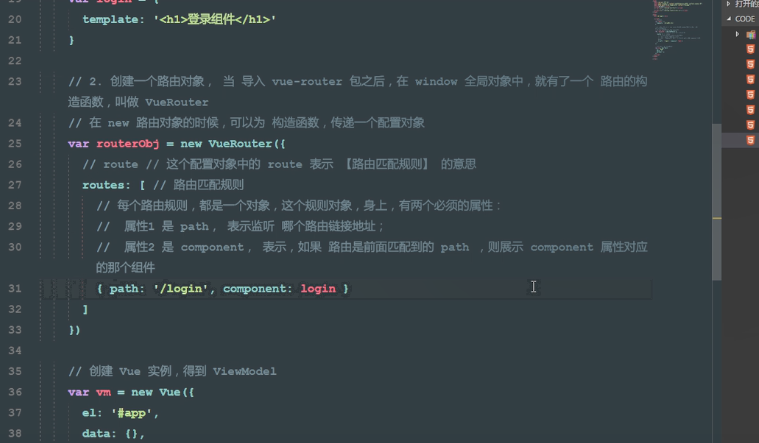 var login = {
20 template: '<h1>登录组件</h1>'
21 }
22
23 // 2. 创建一个路由对象， 当 导入 vue-router 包之后，在 window 全局对象中，就有了一个 路由的构
造函数，叫做 VueRouter
24 // 在 new 路由对象的时候，可以为 构造函数，传递一个配置对象
25 var routerObj = new VueRouter({
26 // route // 这个配置对象中的 route 表示 【路由匹配规则】 的意思
27 routes: [ // 路由匹配规则
28 // 每个路由规则，都是一个对象，这个规则对象，身上，有两个必须的属性：
29 // 属性1 是 path， 表示监听 哪个路由链接地址；
30 // 属性2 是 component， 表示，如果 路由是前面匹配到的 path ，则展示 component 属性对应
的那个组件
31 { path: '/login', component: login }
32 ]
33 })
34
35 // 创建 Vue 实例，得到 ViewModel
36 var vm = new Vue({
37 el: '#app',
38 data: {},
打开的
CODE